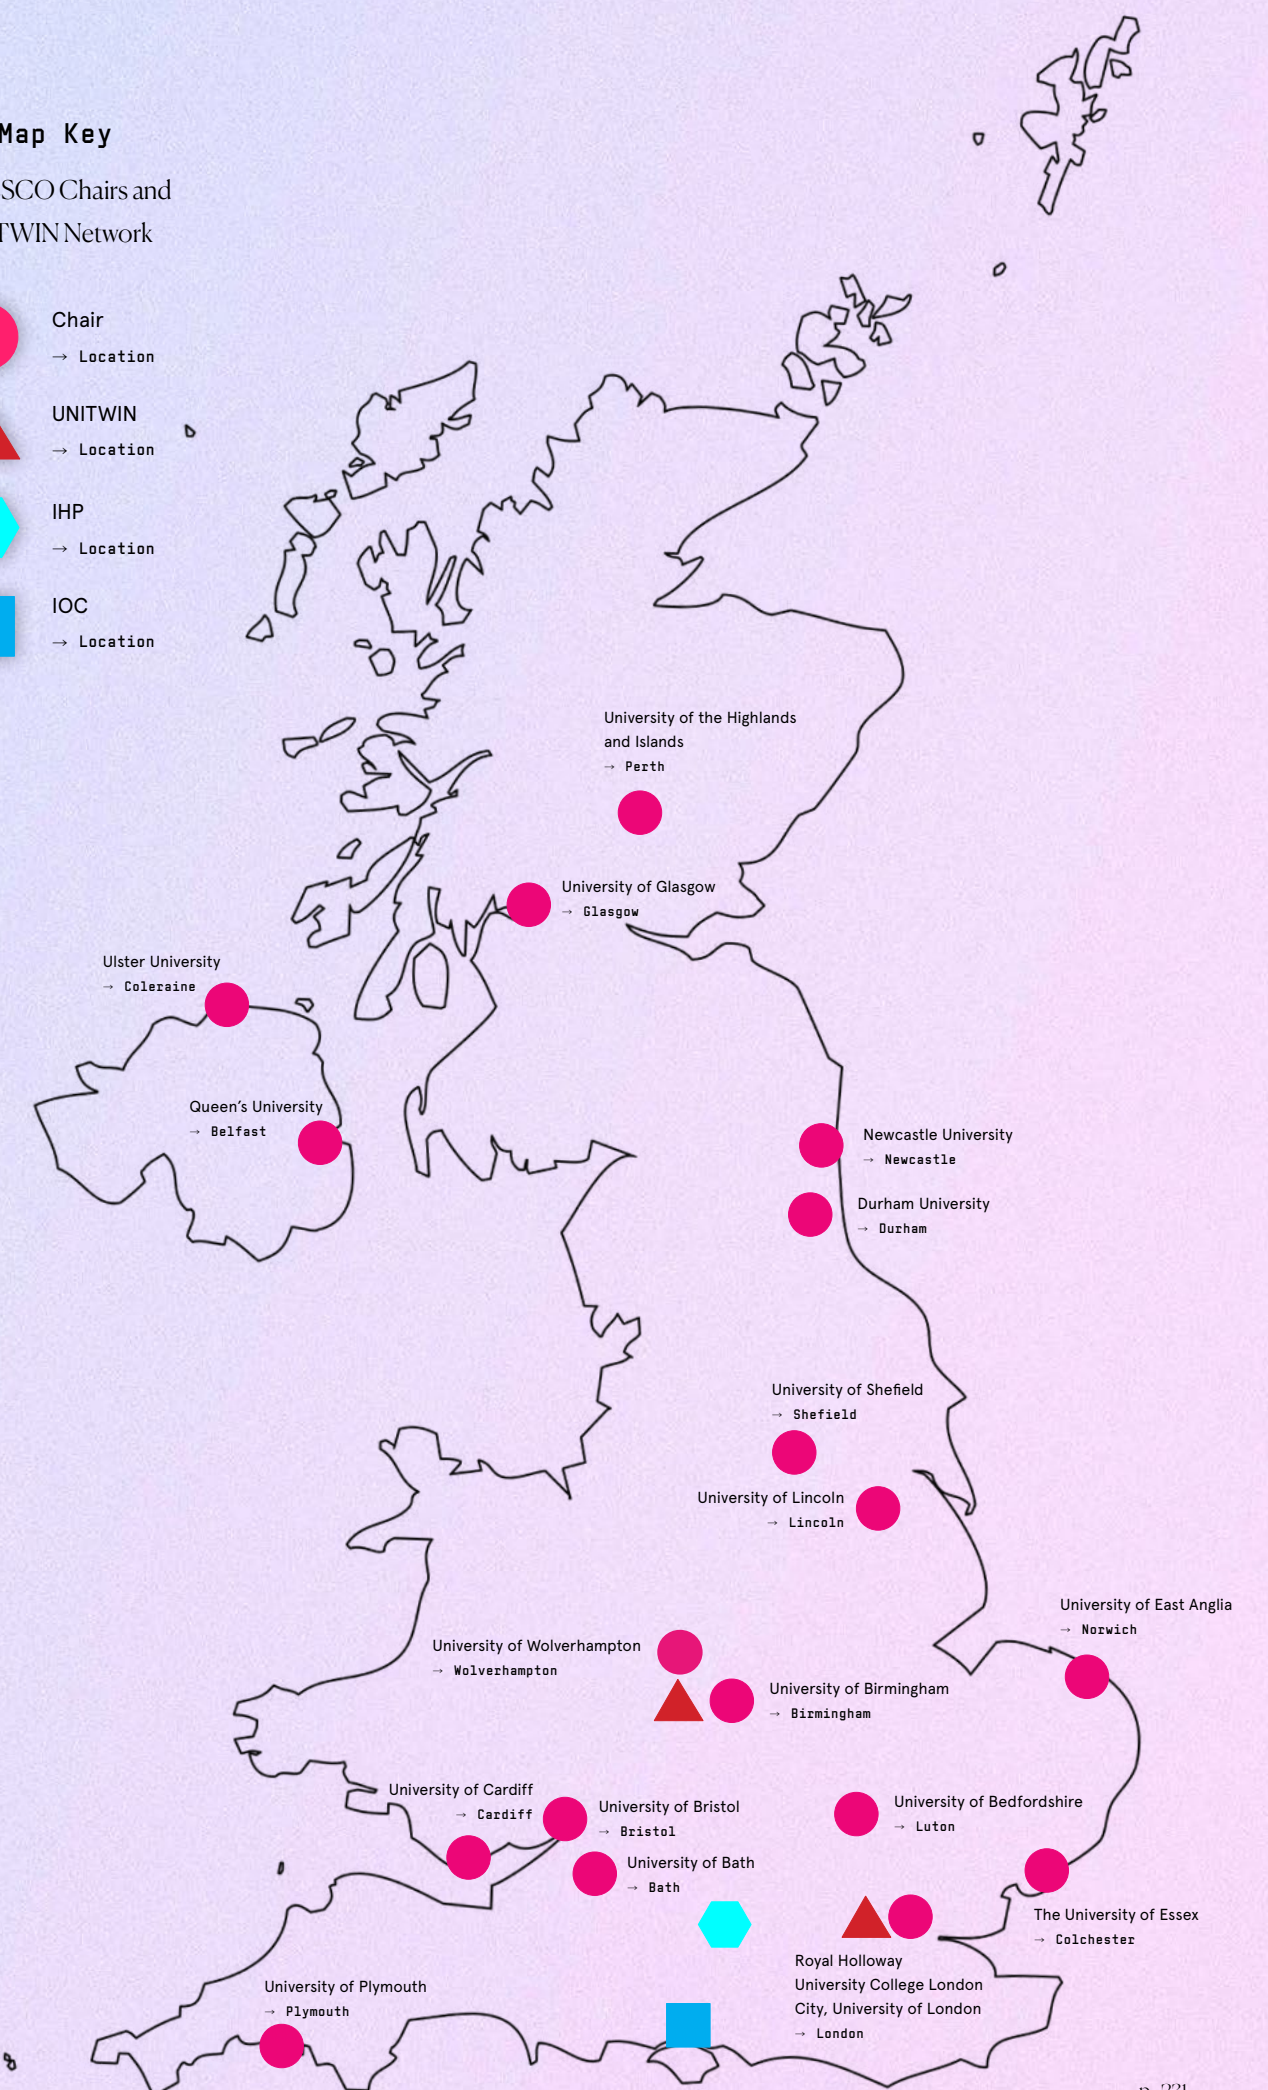 Map Key
SCO Chairs and
TWIN Network
Chair
→ Location
UNITWIN
→ Location
IHP
→ Location
IOC
→ Location
University of the Highlands
and Islands
→ Perth
University of Glasgow
→ Glasgow
Ulster University
→ Coleraine
Queen's University
→ Belfast
Newcastle University
→ Newcastle
Durham University
→ Durham
University of Shefield
→ Shefield
University of Lincoln
→ Lincoln
University of East Anglia
→ Norwich
University of Wolverhampton
→ Wolverhampton
University of Birmingham
→ Birmingham
University of Cardiff
→ Cardiff
University of Bristol
→ Bristol
University of Bedfordshire
→ Luton
University of Bath
→ Bath
The University of Essex
→ Colchester
Royal Holloway
University College London
City, University of London
→ London
University of Plymouth
→ Plymouth